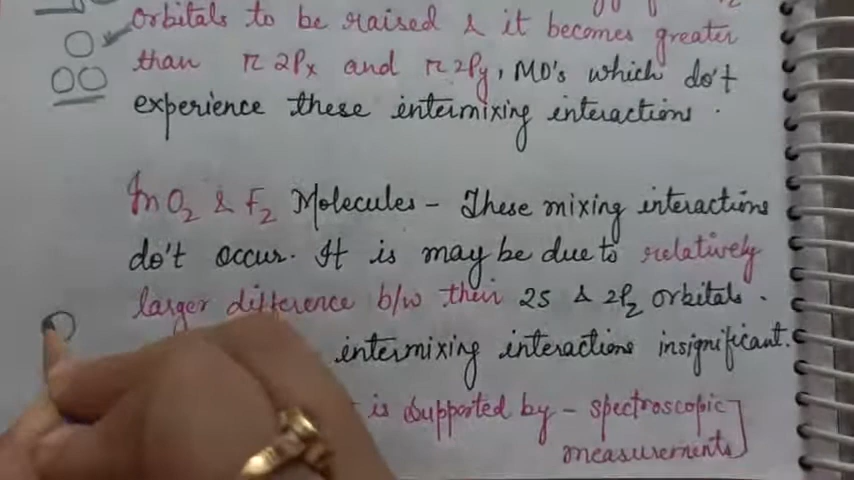 orbitals to be raised & it becomes greater
than π 2Px and π 2Py, MO's which do't
experience these intermixing interactions.
In O2 & F2 Molecules – These mixing interactions
do't occur. It is may be due to relatively
larger difference b/w their 2S & 2Pz orbitals.
intermixing interactions insignificant.
is supported by – spectroscopic
measurements]